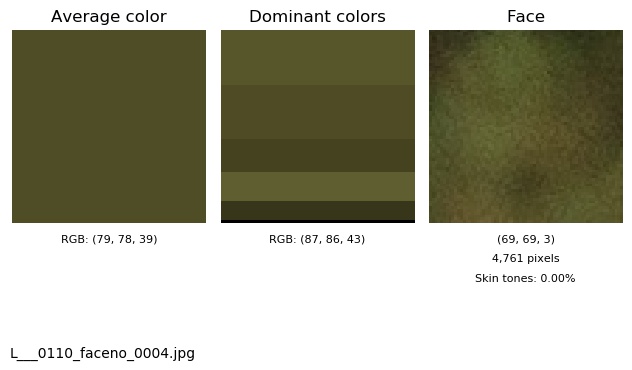 Average color
Dominant colors
Face
RGB: (79, 78, 39)
RGB: (87, 86, 43)
(69, 69, 3)
4,761 pixels
Skin tones: 0.00%
L___0110_faceno_0004.jpg